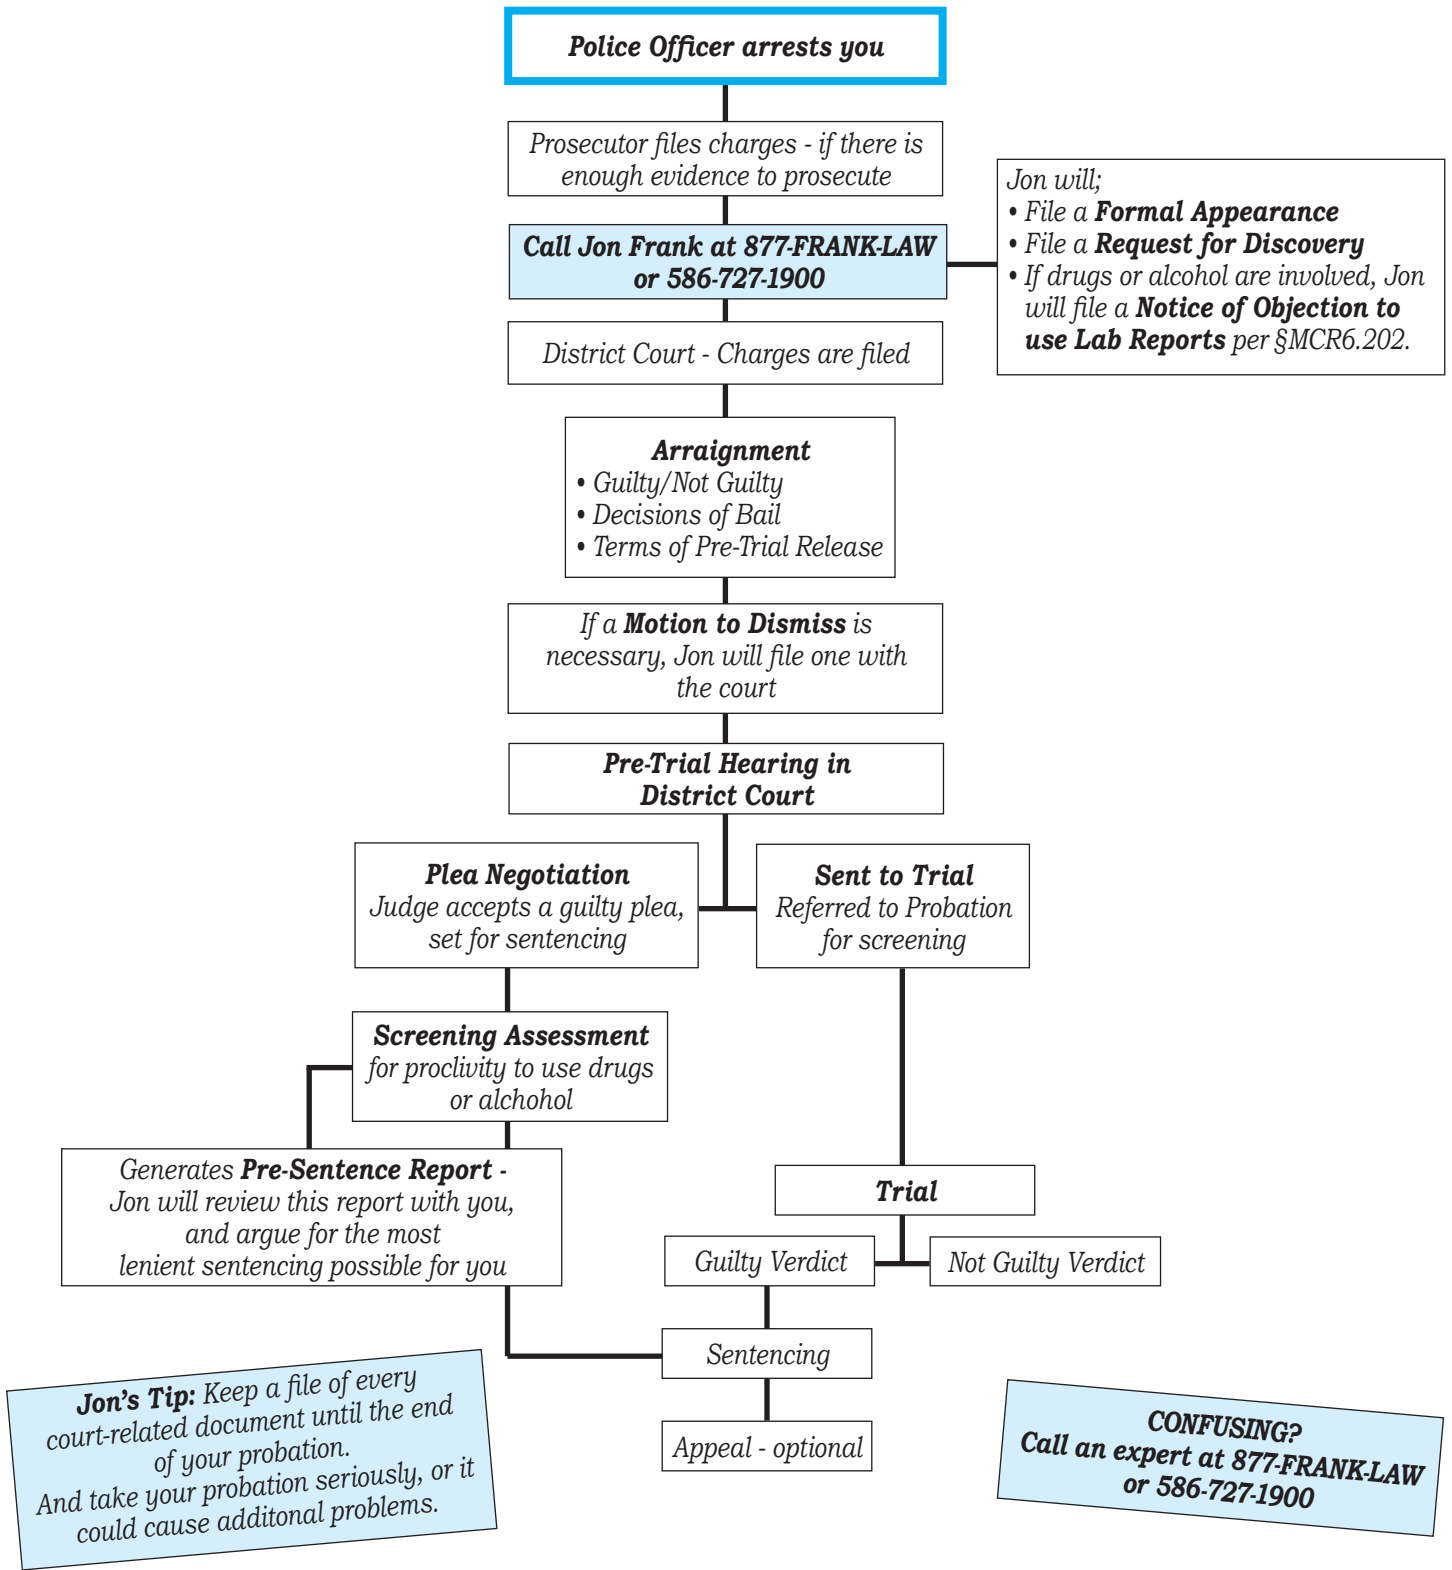 Police Officer arrests you
Prosecutor files charges - if there is
enough evidence to prosecute
Call Jon Frank at 877-FRANK-LAW
or 586-727-1900
Jon will;
• File a Formal Appearance
• File a Request for Discovery
• If drugs or alcohol are involved, Jon
will file a Notice of Objection to
use Lab Reports per §MCR6.202.
District Court - Charges are filed
Arraignment
• Guilty/Not Guilty
• Decisions of Bail
• Terms of Pre-Trial Release
If a Motion to Dismiss is
necessary, Jon will file one with
the court
Pre-Trial Hearing in
District Court
Plea Negotiation
Judge accepts a guilty plea,
set for sentencing
Sent to Trial
Referred to Probation
for screening
Screening Assessment
for proclivity to use drugs
or alchohol
Generates Pre-Sentence Report -
Jon will review this report with you,
and argue for the most
lenient sentencing possible for you
Trial
Guilty Verdict
Not Guilty Verdict
Sentencing
Appeal - optional
Jon’s Tip: Keep a file of every
court-related document until the end
of your probation.
And take your probation seriously, or it
could cause additonal problems.
CONFUSING?
Call an expert at 877-FRANK-LAW
or 586-727-1900